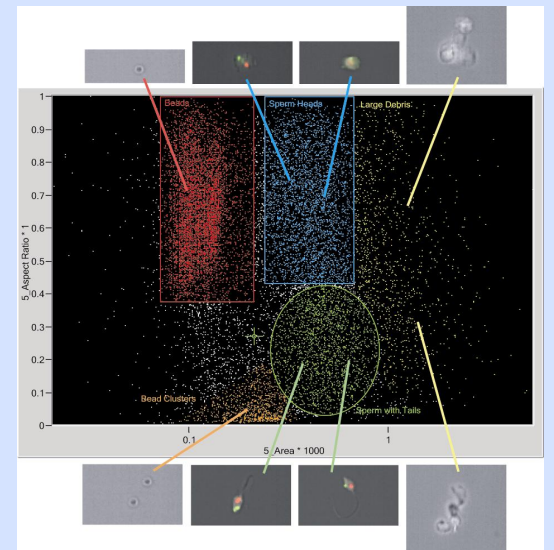 Beads
Sperm Heads
Large Debris
1
0.9
0.8
0.7
0.6
0.5
0.4
0.3
0.2
0.1
0
5_Aspect Ratio * 1
Bead Clusters
Sperm with Tails
0.1
1
5_Area * 1000